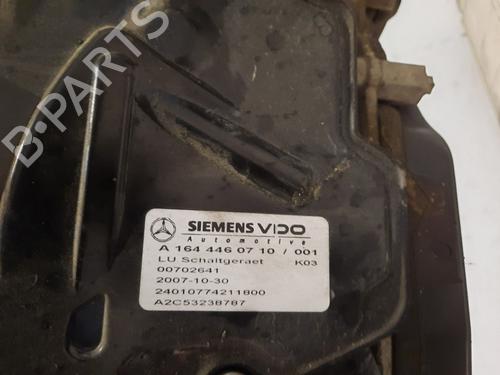 B-PARTS
SIEMENS VDO
Automotive
A 164 446 07 10 / 001
LU Schaltgeraet K03
00702641
2007-10-30
24010774211800
A2C53238787